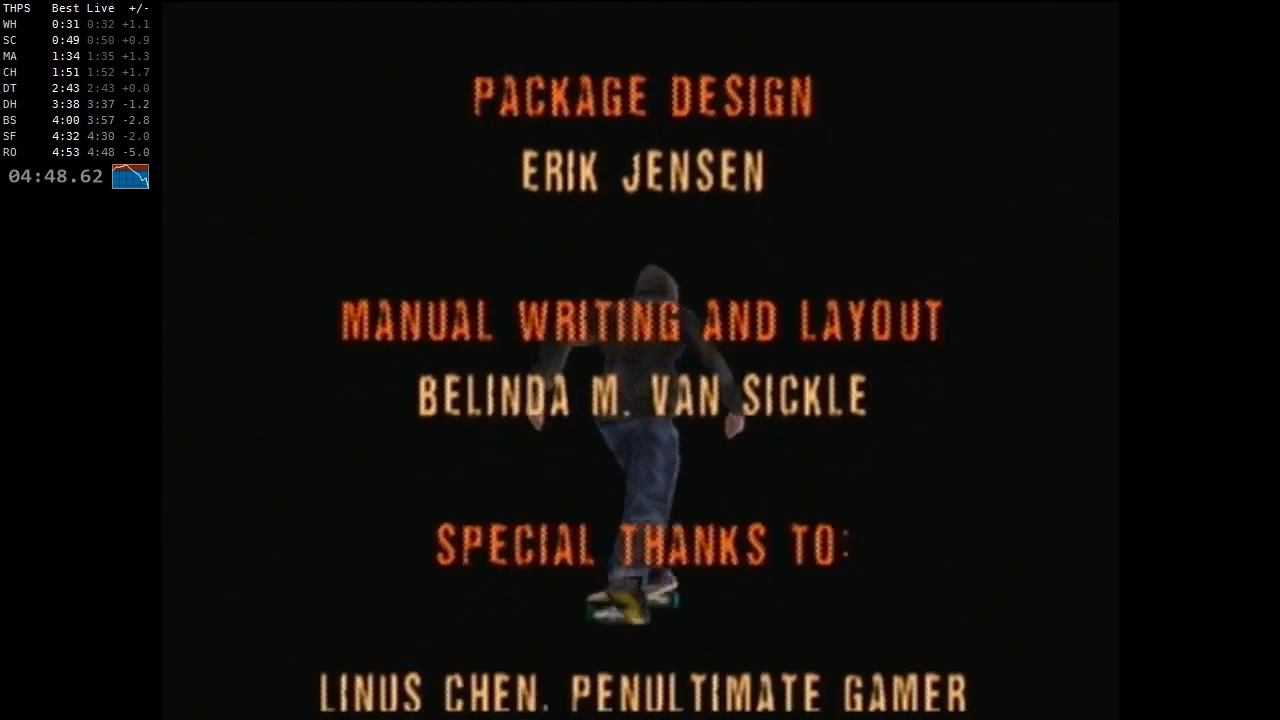 THPS Best Live +/-
WH 0:31 0:32 +1.1
SC 0:49 0:50 +0.9
MA 1:34 1:35 +1.3
CH 1:51 1:52 +1.7
DT 2:43 2:43 +0.0
DH 3:38 3:37 -1.2
BS 4:00 3:57 -2.8
SF 4:32 4:30 -2.0
RO 4:53 4:48 -5.0
04:48.62
PACKAGE DESIGN
ERIK JENSEN
MANUAL WRITING AND LAYOUT
BELINDA M. VAN SICKLE
SPECIAL THANKS TO:
LINUS CHEN, PENULTIMATE GAMER